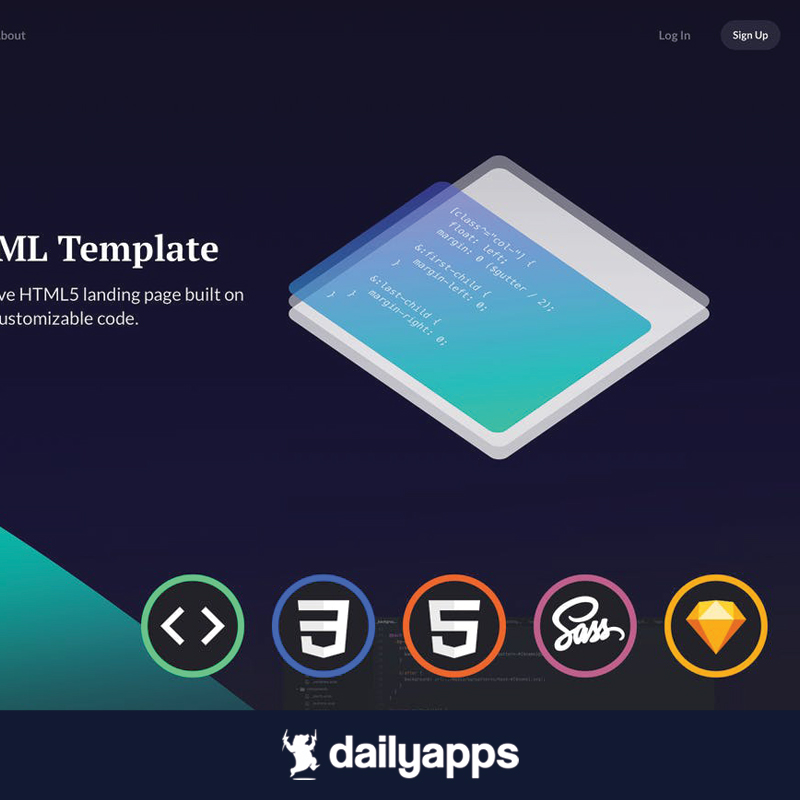 bout
Log In
Sign Up
ML Template
ve HTML5 landing page built on
ustomizable code.
[class^="col-"] {
float: left;
margin: 0 ($gutter / 2);
&:first-child {
margin-left: 0;
}
&:last-child {
margin-right: 0;
} }
3
5
Sass
dailyapps